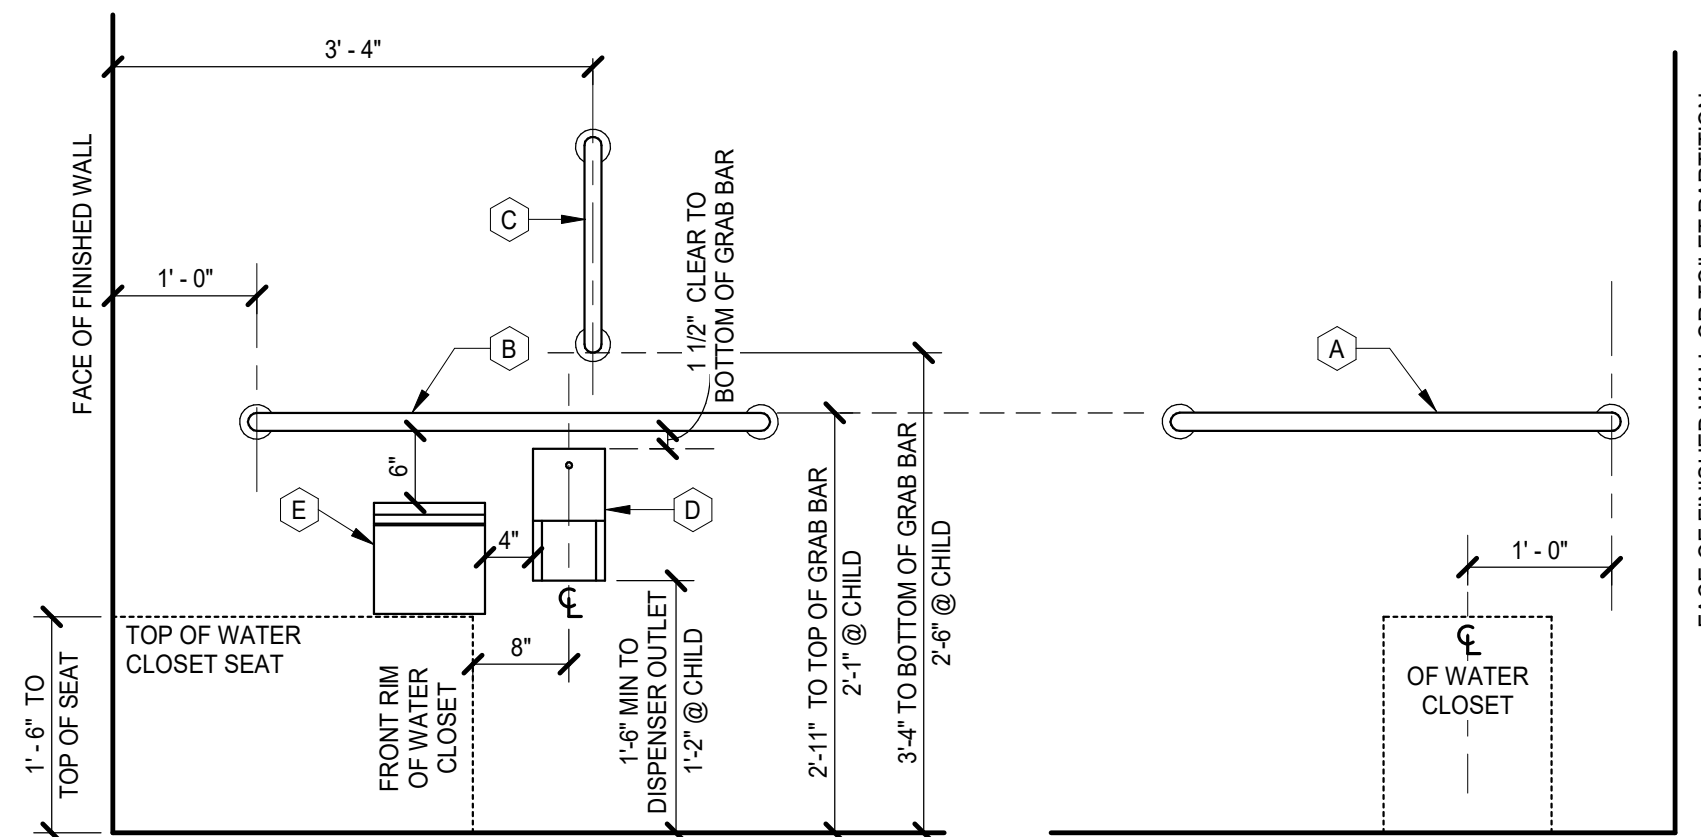 3' - 4"
FACE OF FINISHED WALL
C
1' - 0"
1 1/2" CLEAR TO
BOTTOM OF GRAB BAR
B
A
6"
E
D
4"
1' - 0"
℄
TOP OF WATER
CLOSET SEAT
8"
℄
OF WATER
CLOSET
1' - 6" TO
TOP OF SEAT
FRONT RIM
OF WATER
CLOSET
1'-6" MIN TO
DISPENSER OUTLET
1'-2" @ CHILD
2'-11" TO TOP OF GRAB BAR
2'-1" @ CHILD
3'-4" TO BOTTOM OF GRAB BAR
2'-6" @ CHILD